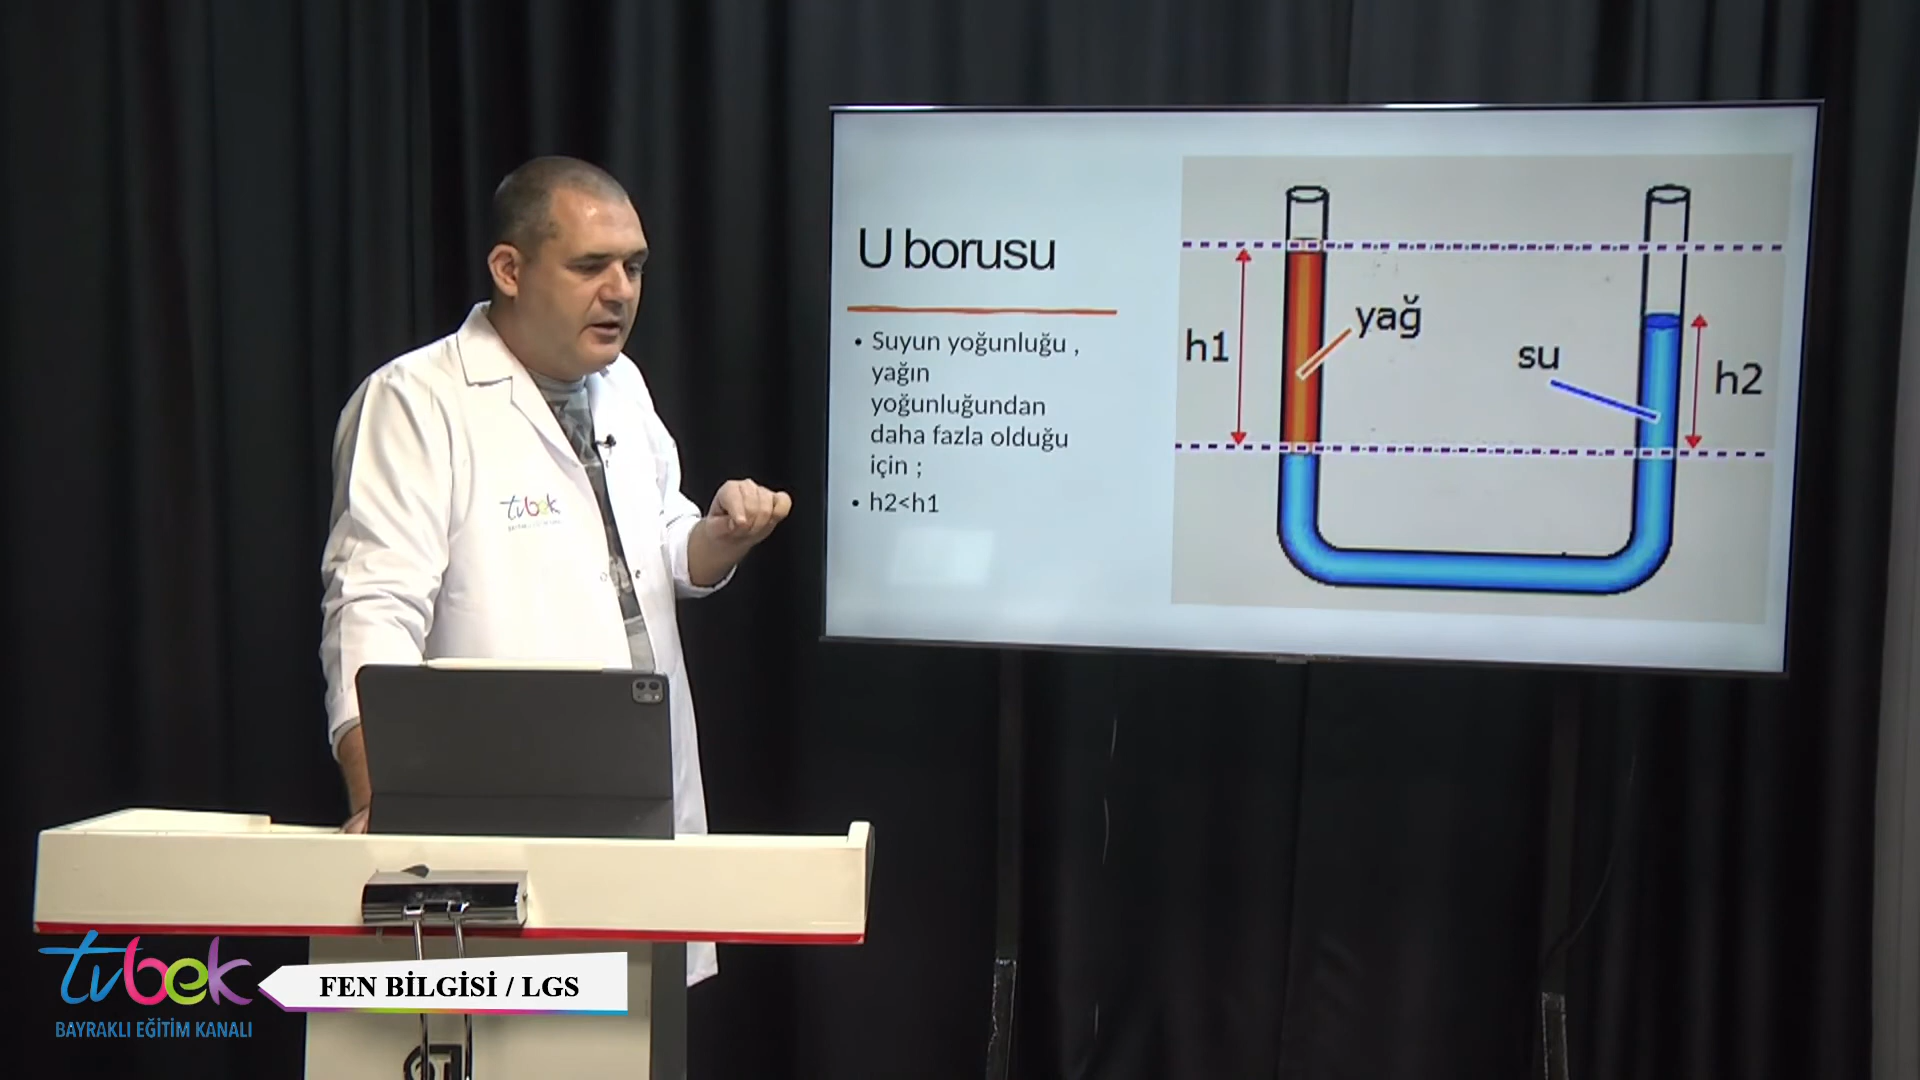 U borusu
• Suyun yoğunluğu ,
yağın
yoğunluğundan
daha fazla olduğu
için ;
• h2<h1
h1
yağ
su
h2
tvbek
tvbek
BAYRAKLI EĞİTİM KANALI
FEN BİLGİSİ / LGS